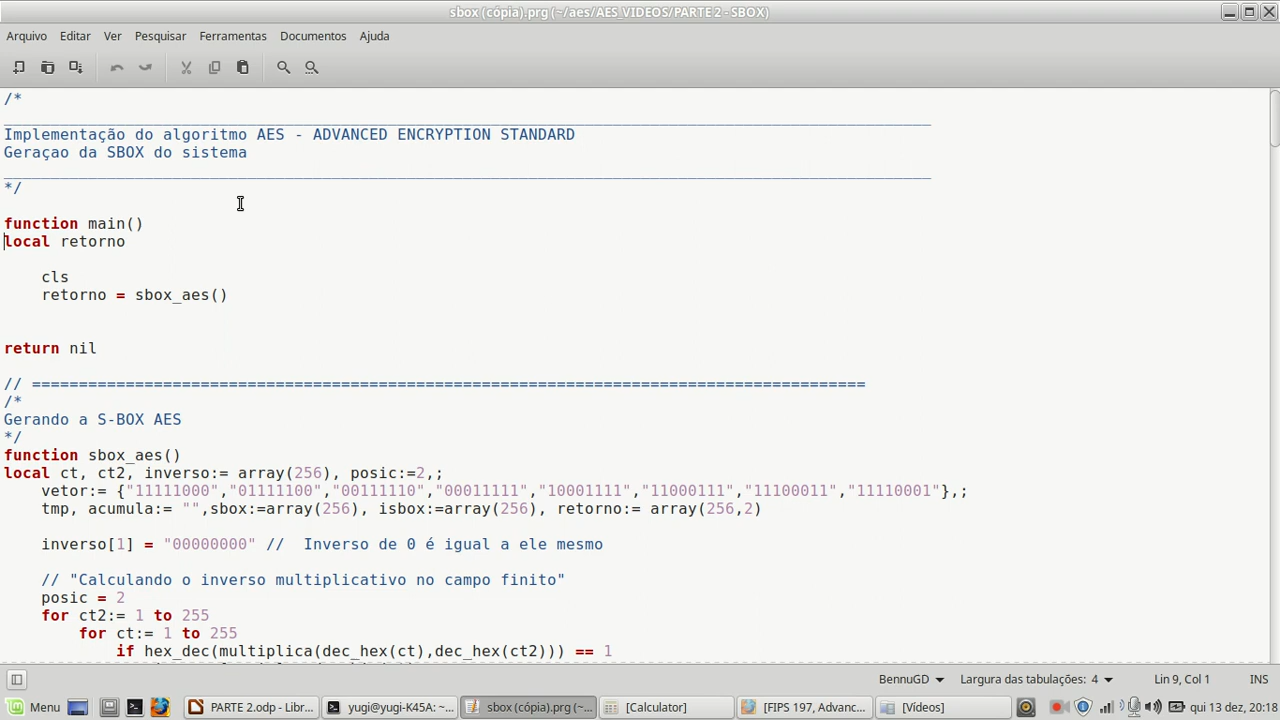 sbox (cópia).prg (~/aes/AES_VIDEOS/PARTE 2 - SBOX)
Arquivo Editar Ver Pesquisar Ferramentas Documentos Ajuda
/*
Implementação do algoritmo AES - ADVANCED ENCRYPTION STANDARD
Geraçao da SBOX do sistema
*/
function main()
local retorno
cls
retorno = sbox_aes()
return nil
// =========================================================================================
/*
Gerando a S-BOX AES
*/
function sbox_aes()
local ct, ct2, inverso:= array(256), posic:=2,;
vetor:= {"11111000","01111100","00111110","00011111","10001111","11000111","11100011","11110001"},;
tmp, acumula:= "",sbox:=array(256), isbox:=array(256), retorno:= array(256,2)
inverso[1] = "00000000" //  Inverso de 0 é igual a ele mesmo
// "Calculando o inverso multiplicativo no campo finito"
posic = 2
for ct2:= 1 to 255
for ct:= 1 to 255
if hex_dec(multiplica(dec_hex(ct),dec_hex(ct2))) == 1
BennuGD Largura das tabulações: 4 Lin 9, Col 1 INS
Menu PARTE 2.odp - Libr... yugi@yugi-K45A: ~... sbox (cópia).prg (~... [Calculator] [FIPS 197, Advanc... [Vídeos] qui 13 dez, 20:18